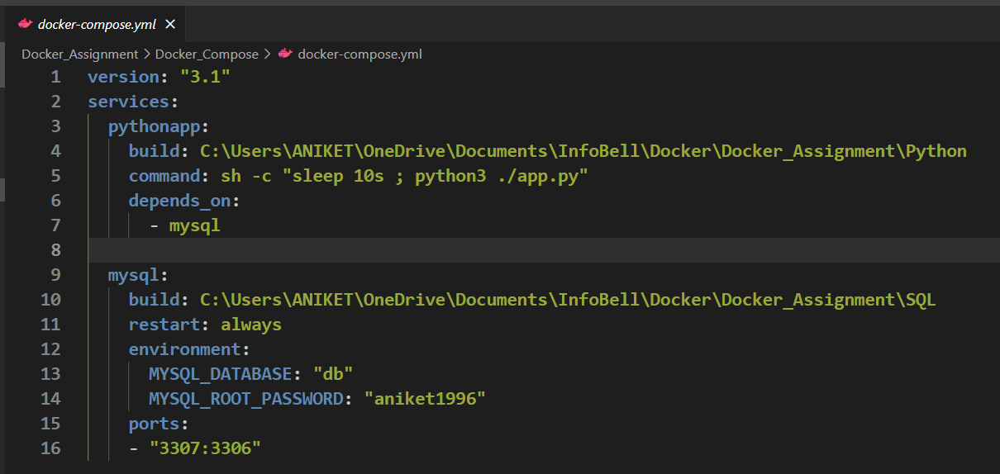 docker-compose.yml ×
Docker_Assignment > Docker_Compose > docker-compose.yml
1 version: "3.1"
2 services:
3   pythonapp:
4     build: C:\Users\ANIKET\OneDrive\Documents\InfoBell\Docker\Docker_Assignment\Python
5     command: sh -c "sleep 10s ; python3 ./app.py"
6     depends_on:
7       - mysql
8
9   mysql:
10     build: C:\Users\ANIKET\OneDrive\Documents\InfoBell\Docker\Docker_Assignment\SQL
11     restart: always
12     environment:
13       MYSQL_DATABASE: "db"
14       MYSQL_ROOT_PASSWORD: "aniket1996"
15     ports:
16     - "3307:3306"